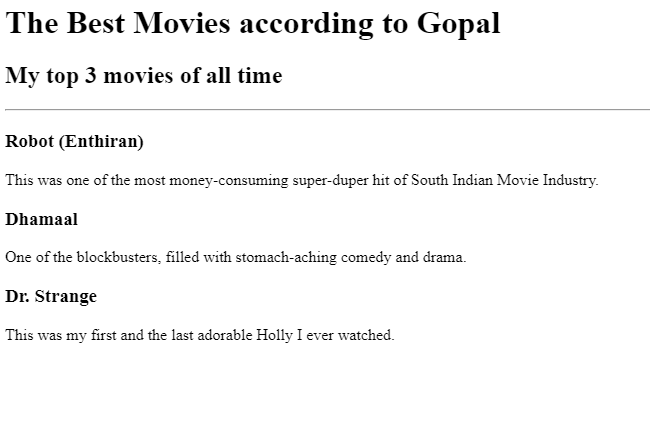 The Best Movies according to Gopal
My top 3 movies of all time
Robot (Enthiran)
This was one of the most money-consuming super-duper hit of South Indian Movie Industry.
Dhamaal
One of the blockbusters, filled with stomach-aching comedy and drama.
Dr. Strange
This was my first and the last adorable Holly I ever watched.